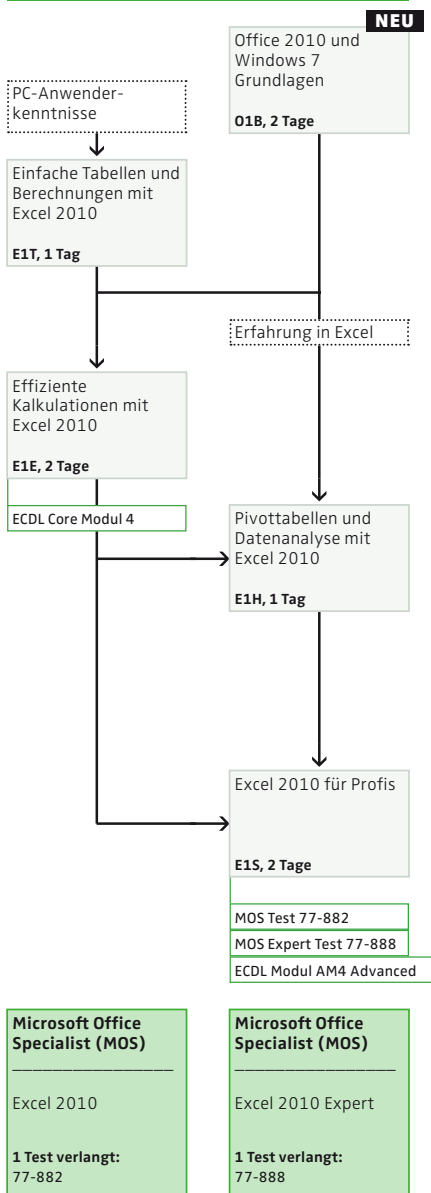 NEU
Office 2010 und
Windows 7
Grundlagen
O1B, 2 Tage
PC-Anwender-
kenntnisse
Einfache Tabellen und
Berechnungen mit
Excel 2010
E1T, 1 Tag
Erfahrung in Excel
Effiziente
Kalkulationen mit
Excel 2010
E1E, 2 Tage
ECDL Core Modul 4
Pivottabellen und
Datenanalyse mit
Excel 2010
E1H, 1 Tag
Excel 2010 für Profis
E1S, 2 Tage
MOS Test 77-882
MOS Expert Test 77-888
ECDL Modul AM4 Advanced
Microsoft Office
Specialist (MOS)
Excel 2010
1 Test verlangt:
77-882
Microsoft Office
Specialist (MOS)
Excel 2010 Expert
1 Test verlangt:
77-888